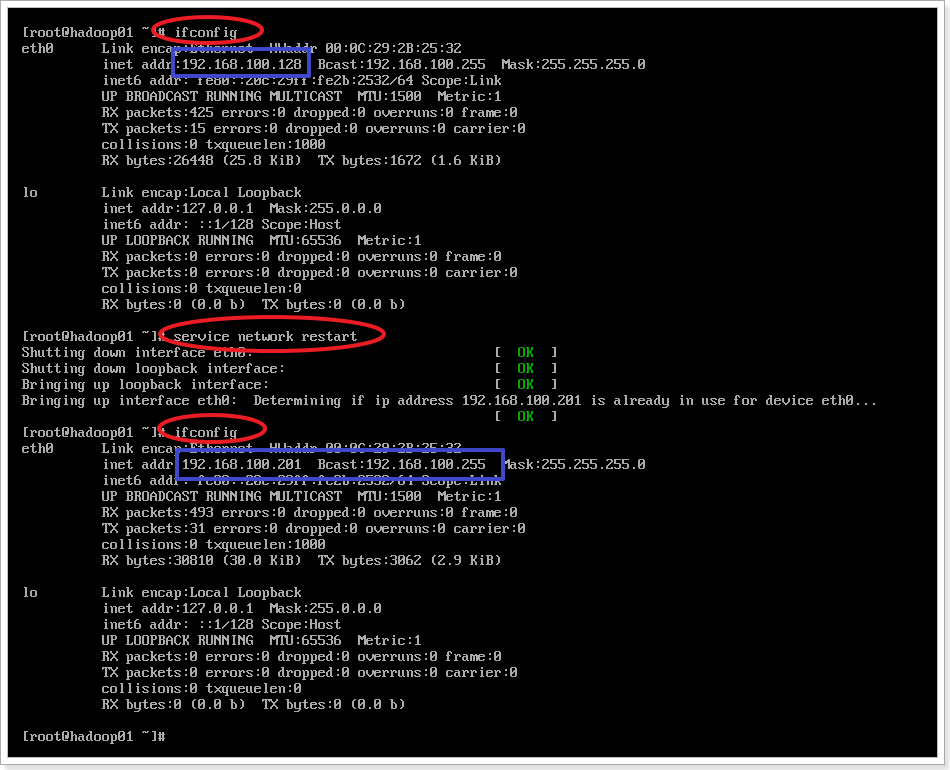 [root@hadoop01 ~]# ifconfig
eth0 Link encap:Ethernet HWaddr 00:0C:29:2B:25:32
inet addr:192.168.100.128 Bcast:192.168.100.255 Mask:255.255.255.0
inet6 addr: fe80::20c:29ff:fe2b:2532/64 Scope:Link
UP BROADCAST RUNNING MULTICAST MTU:1500 Metric:1
RX packets:425 errors:0 dropped:0 overruns:0 frame:0
TX packets:15 errors:0 dropped:0 overruns:0 carrier:0
collisions:0 txqueuelen:1000
RX bytes:26448 (25.8 KiB) TX bytes:1672 (1.6 KiB)
lo Link encap:Local Loopback
inet addr:127.0.0.1 Mask:255.0.0.0
inet6 addr: ::1/128 Scope:Host
UP LOOPBACK RUNNING MTU:65536 Metric:1
RX packets:0 errors:0 dropped:0 overruns:0 frame:0
TX packets:0 errors:0 dropped:0 overruns:0 carrier:0
collisions:0 txqueuelen:0
RX bytes:0 (0.0 b) TX bytes:0 (0.0 b)
[root@hadoop01 ~]# service network restart
Shutting down interface eth0: [ OK ]
Shutting down loopback interface: [ OK ]
Bringing up loopback interface: [ OK ]
Bringing up interface eth0: Determining if ip address 192.168.100.201 is already in use for device eth0...
[ OK ]
[root@hadoop01 ~]# ifconfig
eth0 Link encap:Ethernet HWaddr 00:0C:29:2B:25:32
inet addr:192.168.100.201 Bcast:192.168.100.255 Mask:255.255.255.0
inet6 addr: fe80::20c:29ff:fe2b:2532/64 Scope:Link
UP BROADCAST RUNNING MULTICAST MTU:1500 Metric:1
RX packets:493 errors:0 dropped:0 overruns:0 frame:0
TX packets:31 errors:0 dropped:0 overruns:0 carrier:0
collisions:0 txqueuelen:1000
RX bytes:30810 (30.0 KiB) TX bytes:3062 (2.9 KiB)
lo Link encap:Local Loopback
inet addr:127.0.0.1 Mask:255.0.0.0
inet6 addr: ::1/128 Scope:Host
UP LOOPBACK RUNNING MTU:65536 Metric:1
RX packets:0 errors:0 dropped:0 overruns:0 frame:0
TX packets:0 errors:0 dropped:0 overruns:0 carrier:0
collisions:0 txqueuelen:0
RX bytes:0 (0.0 b) TX bytes:0 (0.0 b)
[root@hadoop01 ~]#